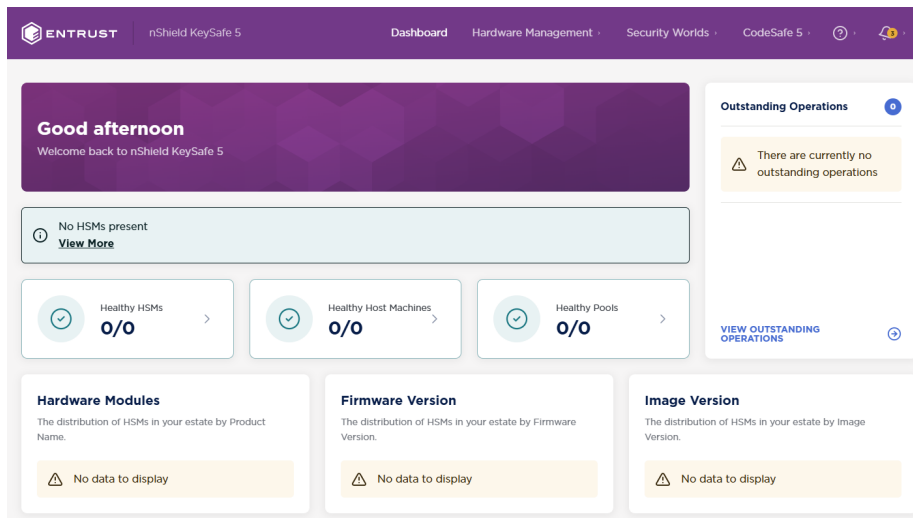 ENTRUST
nShield KeySafe 5
Dashboard
Hardware Management
Security Worlds
CodeSafe 5
?
3
Good afternoon
Welcome back to nShield KeySafe 5
Outstanding Operations
0
There are currently no
outstanding operations
No HSMs present
View More
Healthy HSMs
0/0
Healthy Host Machines
0/0
Healthy Pools
0/0
VIEW OUTSTANDING
OPERATIONS
Hardware Modules
The distribution of HSMs in your estate by Product
Name.
No data to display
Firmware Version
The distribution of HSMs in your estate by Firmware
Version.
No data to display
Image Version
The distribution of HSMs in your estate by Image
Version.
No data to display